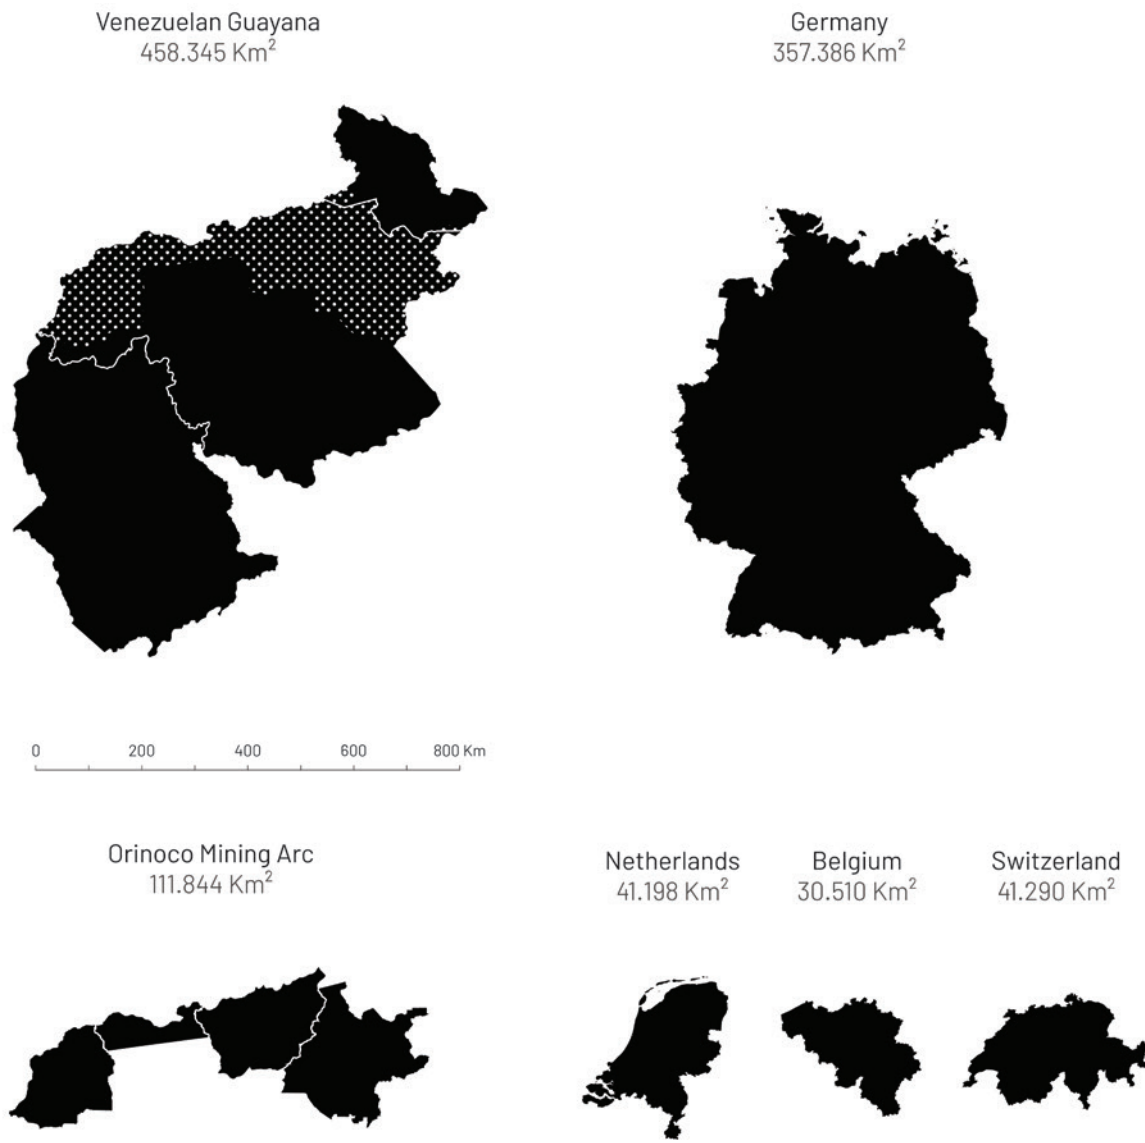 Venezuelan Guayana
458.345 Km²
Germany
357.386 Km²
0 200 400 600 800 Km
Orinoco Mining Arc
111.844 Km²
Netherlands
41.198 Km²
Belgium
30.510 Km²
Switzerland
41.290 Km²